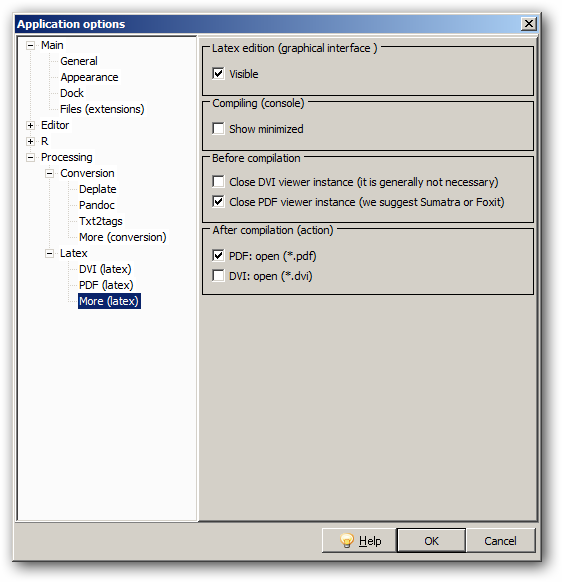 Application options
Main
General
Appearance
Dock
Files (extensions)
Editor
R
Processing
Conversion
Deplate
Pandoc
Txt2tags
More (conversion)
Latex
DVI (latex)
PDF (latex)
More (latex)
Latex edition (graphical interface )
Visible
Compiling (console)
Show minimized
Before compilation
Close DVI viewer instance (it is generally not necessary)
Close PDF viewer instance (we suggest Sumatra or Foxit)
After compilation (action)
PDF: open (*.pdf)
DVI: open (*.dvi)
Help OK Cancel